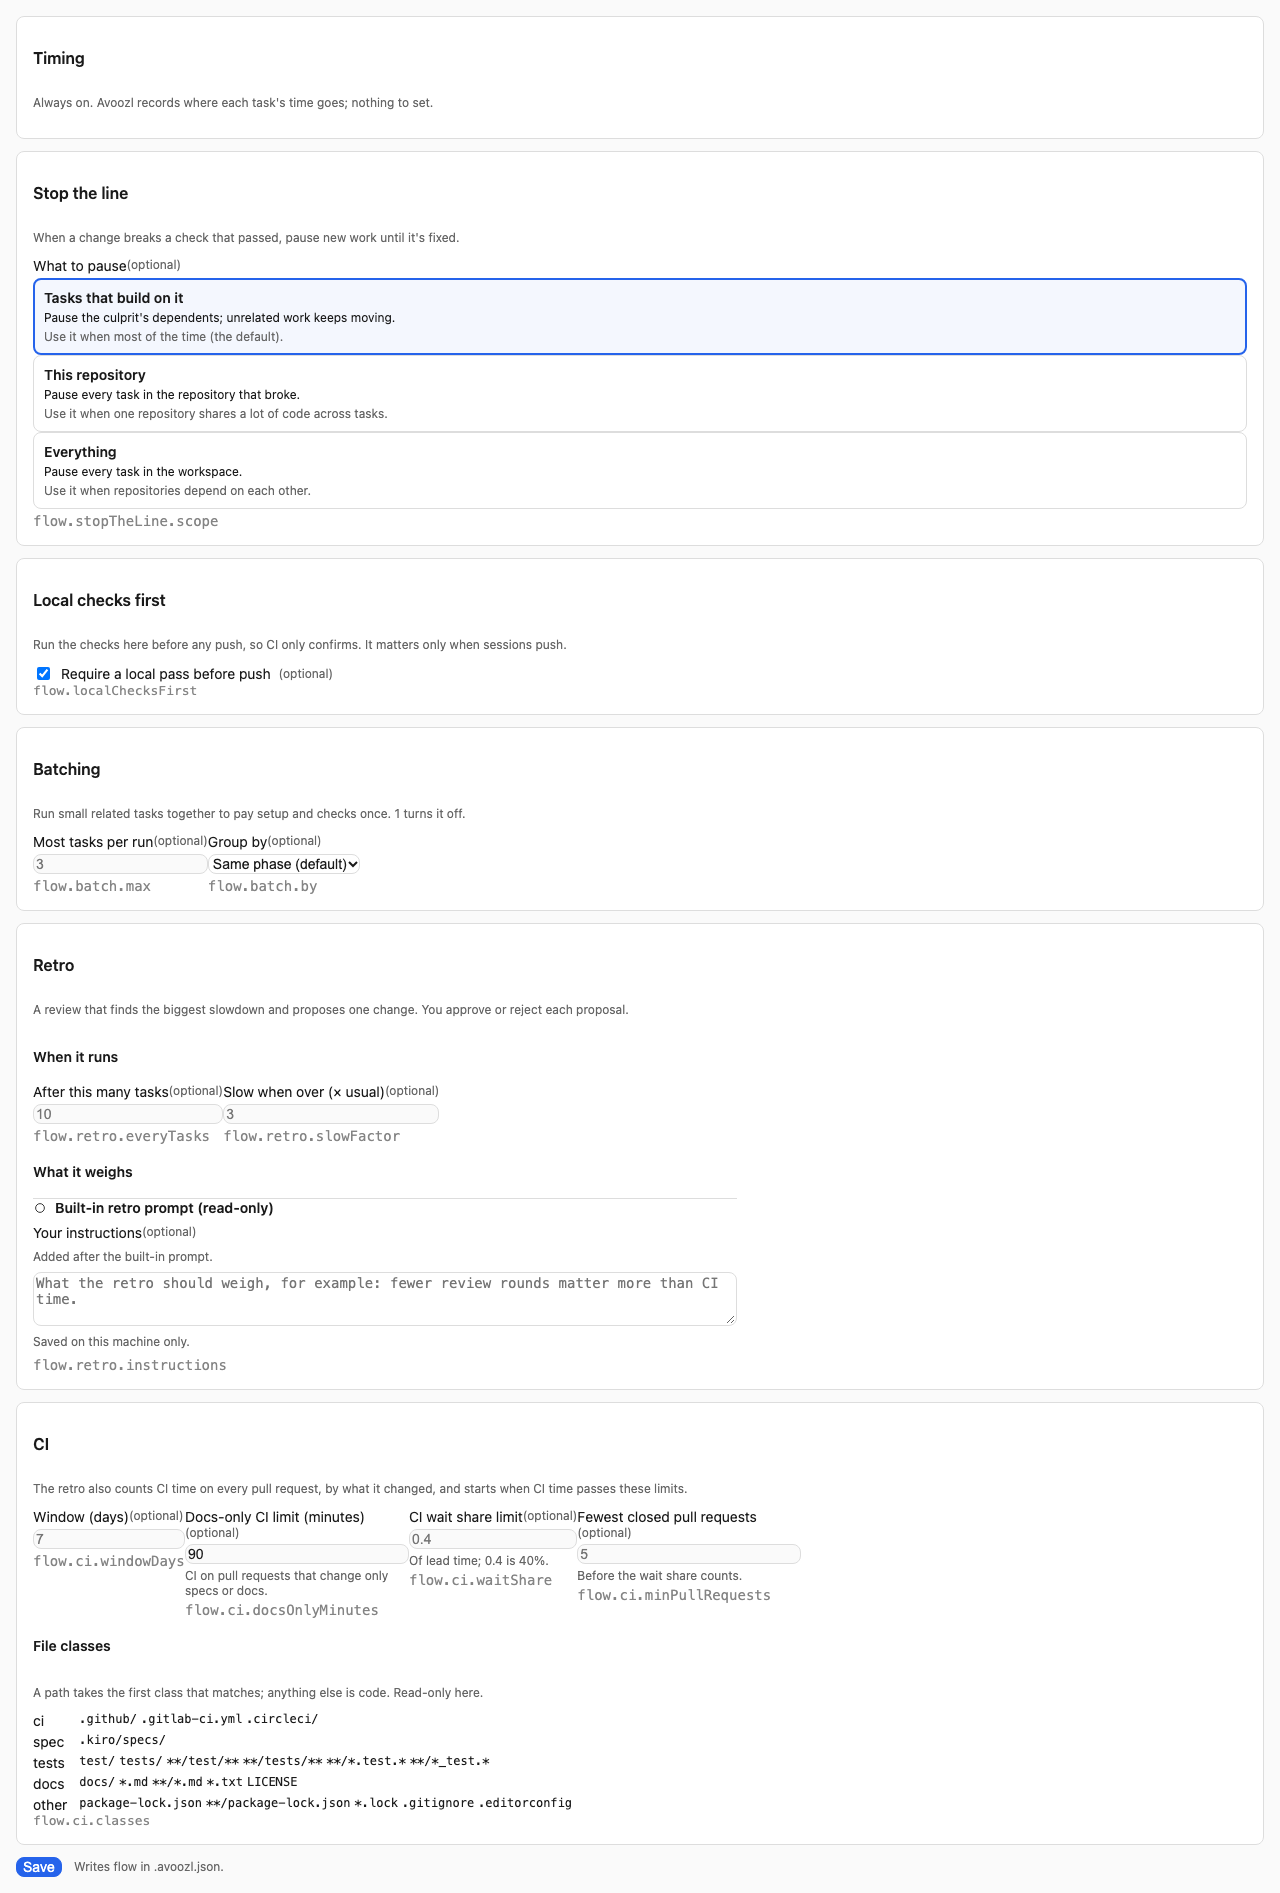 Timing
Always on. Avoozl records where each task's time goes; nothing to set.
Stop the line
When a change breaks a check that passed, pause new work until it's fixed.
What to pause(optional)
Tasks that build on it
Pause the culprit's dependents; unrelated work keeps moving.
Use it when most of the time (the default).
This repository
Pause every task in the repository that broke.
Use it when one repository shares a lot of code across tasks.
Everything
Pause every task in the workspace.
Use it when repositories depend on each other.
flow.stopTheLine.scope
Local checks first
Run the checks here before any push, so CI only confirms. It matters only when sessions push.
Require a local pass before push (optional)
flow.localChecksFirst
Batching
Run small related tasks together to pay setup and checks once. 1 turns it off.
Most tasks per run(optional) Group by(optional)
3 Same phase (default)
flow.batch.max flow.batch.by
Retro
A review that finds the biggest slowdown and proposes one change. You approve or reject each proposal.
When it runs
After this many tasks(optional) Slow when over (× usual)(optional)
10 3
flow.retro.everyTasks flow.retro.slowFactor
What it weighs
Built-in retro prompt (read-only)
Your instructions(optional)
Added after the built-in prompt.
What the retro should weigh, for example: fewer review rounds matter more than CI
time.
Saved on this machine only.
flow.retro.instructions
CI
The retro also counts CI time on every pull request, by what it changed, and starts when CI time passes these limits.
Window (days)(optional)
7
flow.ci.windowDays
Docs-only CI limit (minutes)
(optional)
90
CI on pull requests that change only
specs or docs.
flow.ci.docsOnlyMinutes
CI wait share limit(optional)
0.4
Of lead time; 0.4 is 40%.
flow.ci.waitShare
Fewest closed pull requests
(optional)
5
Before the wait share counts.
flow.ci.minPullRequests
File classes
A path takes the first class that matches; anything else is code. Read-only here.
ci .github/ .gitlab-ci.yml .circleci/
spec .kiro/specs/
tests test/ tests/ **/test/** **/tests/** **/*.test.* **/*_test.*
docs docs/ *.md **/*.md *.txt LICENSE
other package-lock.json **/package-lock.json *.lock .gitignore .editorconfig
flow.ci.classes
Save Writes flow in .avoozl.json.